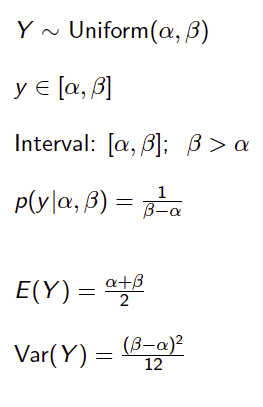 Y ∼ Uniform(α, β)
y ∈ [α, β]
Interval: [α, β]; β > α
p(y|α, β) = 1/(β−α)
E(Y) = (α+β)/2
Var(Y) = (β−α)²/12